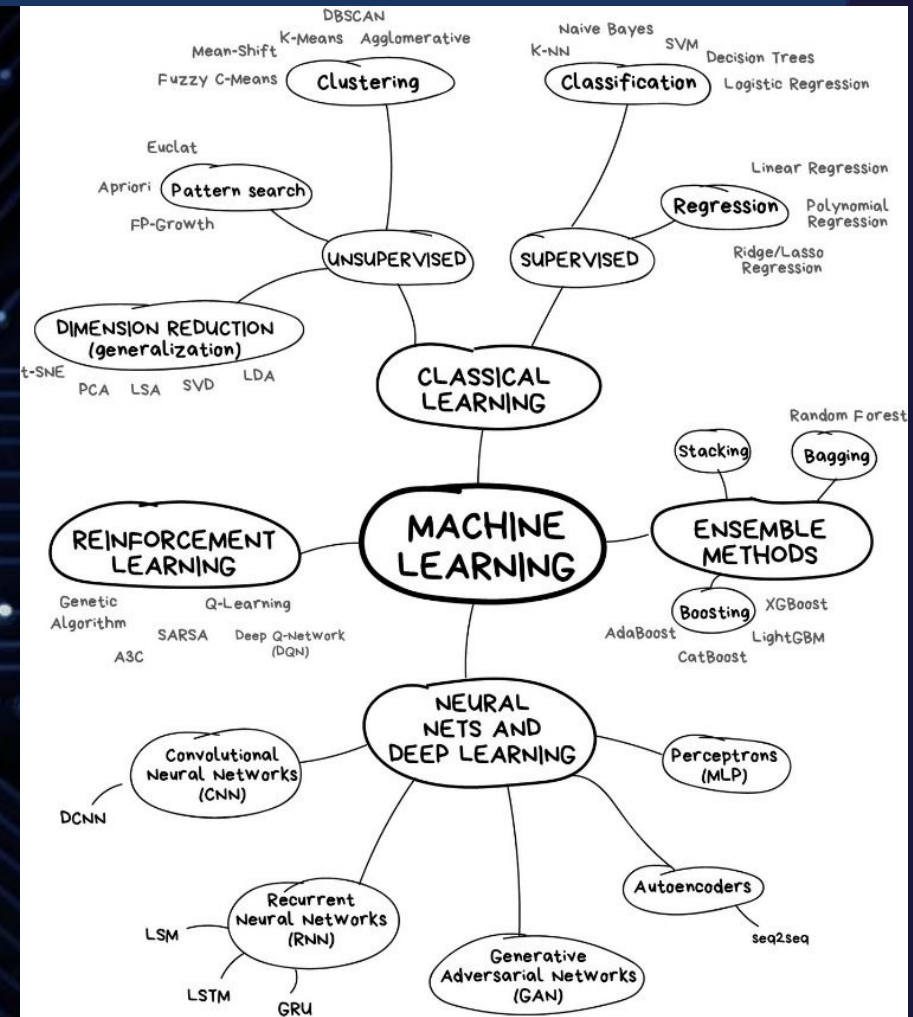 DBSCAN
K-Means
Agglomerative
Mean-Shift
Fuzzy C-Means
Clustering
Naive Bayes
K-NN
SVM
Decision Trees
Classification
Logistic Regression
Euclat
Apriori
Pattern search
FP-Growth
Linear Regression
Regression
Polynomial
Regression
Ridge/Lasso
Regression
UNSUPERVISED
SUPERVISED
DIMENSION REDUCTION
(generalization)
t-SNE
PCA
LSA
SVD
LDA
CLASSICAL
LEARNING
Random Forest
Stacking
Bagging
MACHINE
LEARNING
REINFORCEMENT
LEARNING
ENSEMBLE
METHODS
Genetic
Algorithm
Q-Learning
SARSA
Deep Q-Network
(DQN)
A3C
Boosting
XGBoost
AdaBoost
LightGBM
CatBoost
NEURAL
NETS AND
DEEP LEARNING
Convolutional
Neural Networks
(CNN)
DCNN
Perceptrons
(MLP)
Autoencoders
seq2seq
Recurrent
Neural Networks
(RNN)
LSM
LSTM
GRU
Generative
Adversarial Networks
(GAN)